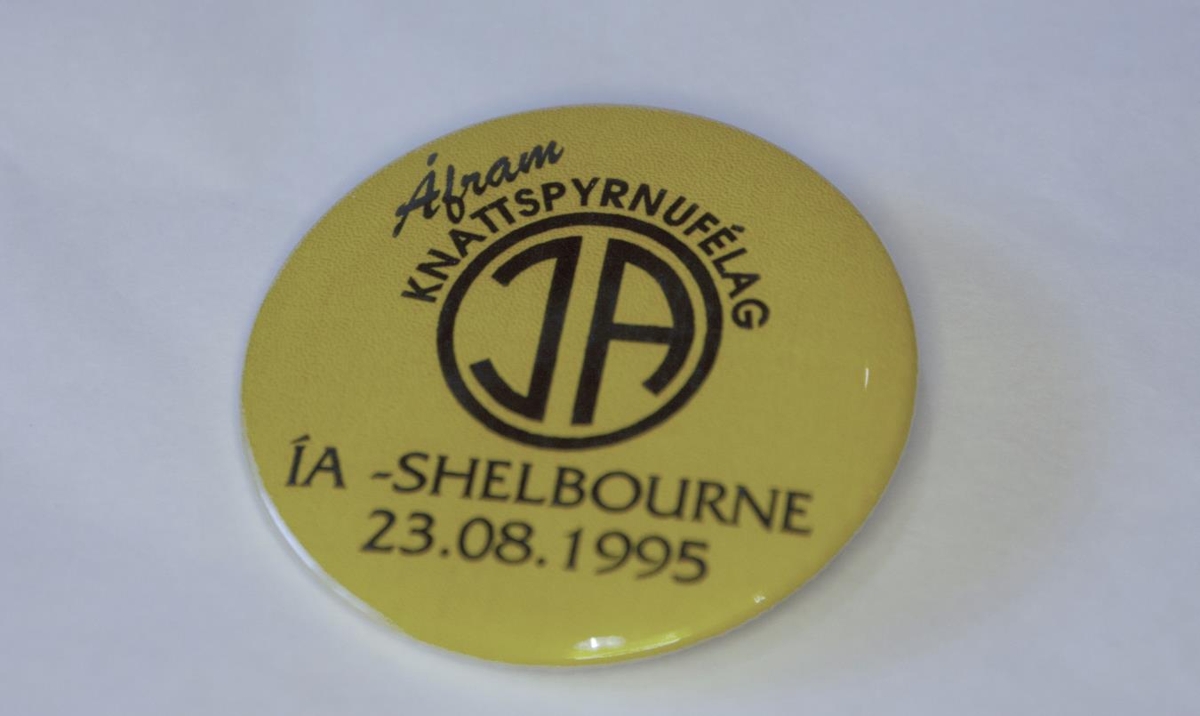 Áfram
KNATTSPYRNUFÉLAG
ÍA
ÍA -SHELBOURNE
23.08.1995